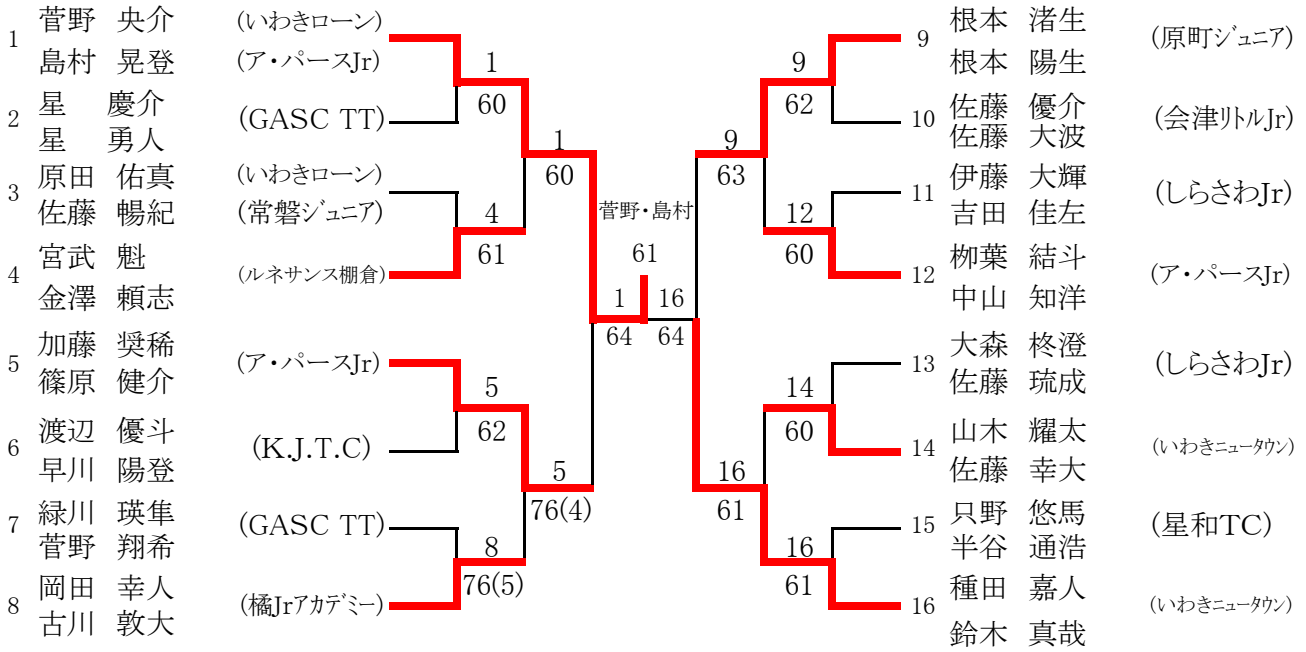 1 菅野 央介 (いわきローン)
島村 晃登 (ア・パースJr)
2 星 慶介 (GASC TT)
星 勇人
3 原田 佑真 (いわきローン)
佐藤 暢紀 (常磐ジュニア)
4 宮武 魁 (ルネサンス棚倉)
金澤 頼志
5 加藤 奨稀 (ア・パースJr)
篠原 健介
6 渡辺 優斗 (K.J.T.C)
早川 陽登
7 緑川 瑛隼 (GASC TT)
菅野 翔希
8 岡田 幸人 (橘Jrアカデミー)
古川 敦大
1
60
4
61
5
62
8
76(5)
1
60
5
76(4)
菅野・島村
61
1 16
64 64
9
63
16
61
9
62
12
60
14
60
16
61
9 根本 渚生 (原町ジュニア)
根本 陽生
10 佐藤 優介 (会津リトルJr)
佐藤 大波
11 伊藤 大輝 (しらさわJr)
吉田 佳左
12 栁葉 結斗 (ア・パースJr)
中山 知洋
13 大森 柊澄 (しらさわJr)
佐藤 琉成
14 山木 耀太 (いわきニュータウン)
佐藤 幸大
15 只野 悠馬 (星和TC)
半谷 通浩
16 種田 嘉人 (いわきニュータウン)
鈴木 真哉